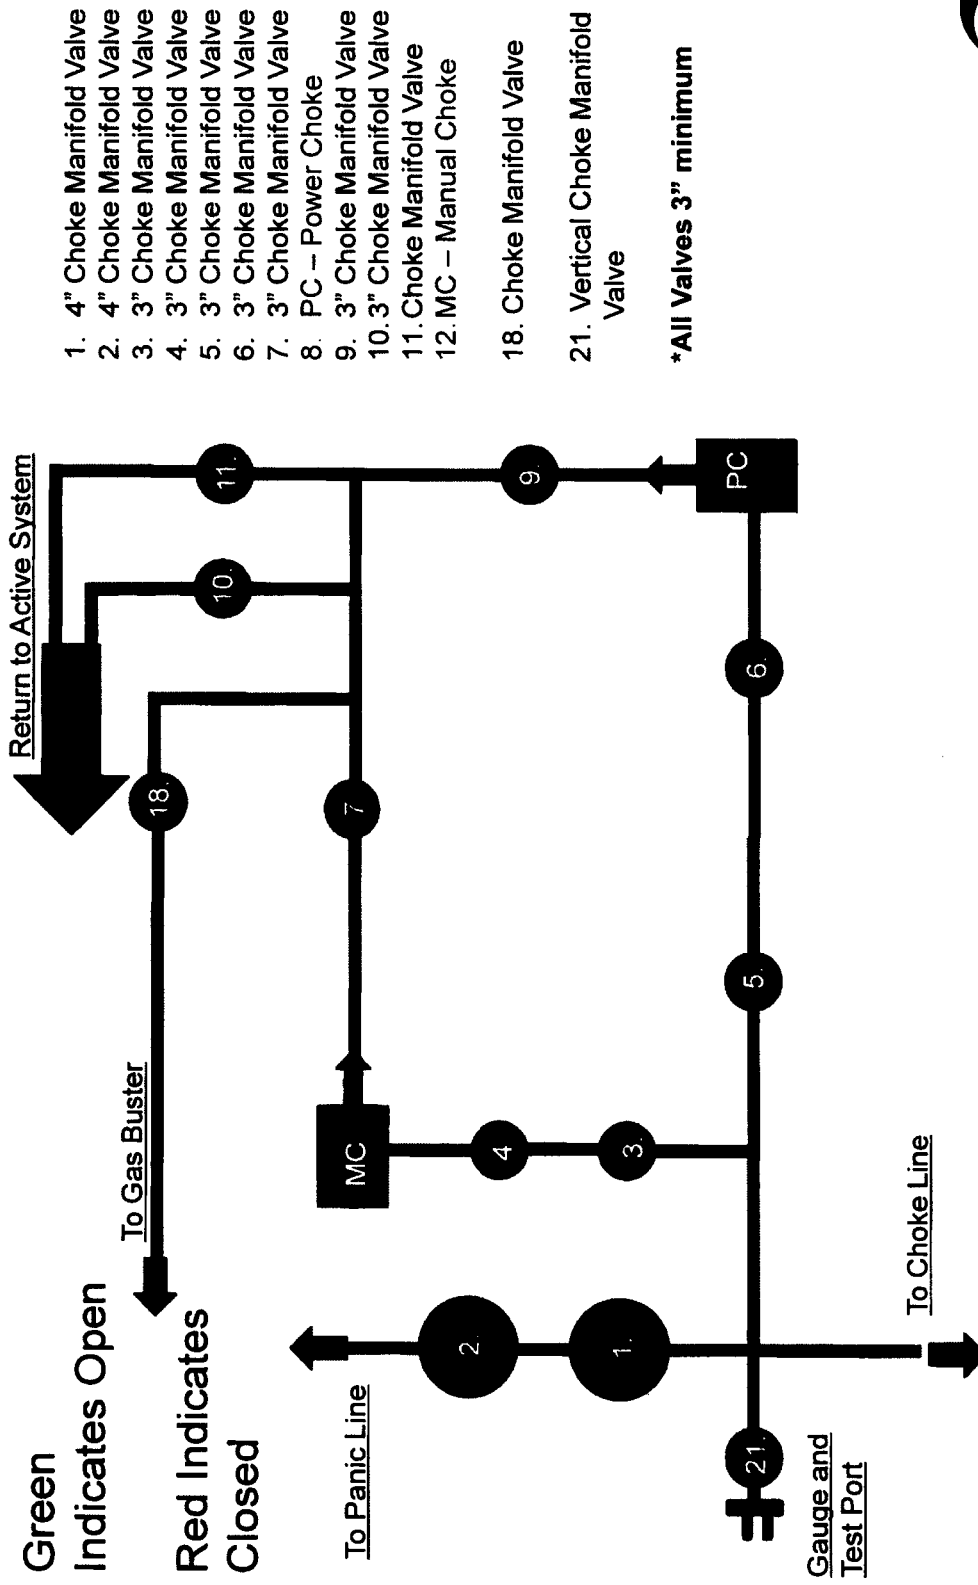 Green
Indicates Open
Red Indicates
Closed
To Gas Buster
Return to Active System
To Panic Line
Gauge and
Test Port
To Choke Line
18.
10.
11.
MC
7
4
3.
9.
2.
1.
21.
5.
6.
PC
1. 4” Choke Manifold Valve
2. 4” Choke Manifold Valve
3. 3” Choke Manifold Valve
4. 3” Choke Manifold Valve
5. 3” Choke Manifold Valve
6. 3” Choke Manifold Valve
7. 3” Choke Manifold Valve
8. PC – Power Choke
9. 3” Choke Manifold Valve
10. 3” Choke Manifold Valve
11. Choke Manifold Valve
12. MC – Manual Choke
18. Choke Manifold Valve
21. Vertical Choke Manifold
Valve
*All Valves 3” minimum